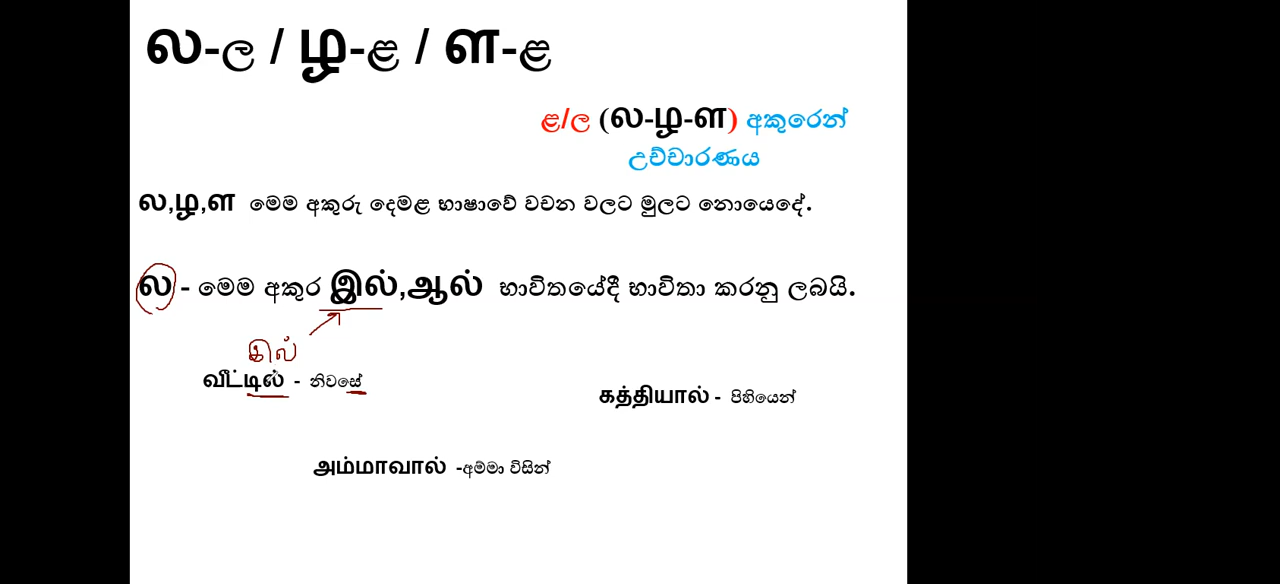 ல-ල / ழ-ළ / ள-ළ
ළ/ල (ல-ழ-ள) අකුරෙන්
උච්චාරණය
ல,ழ,ள මෙම අකුරු දෙමළ භාෂාවේ වචන වලට මුලට නොයෙදේ.
ல - මෙම අකුර இல்,ஆல் භාවිතයේදී භාවිතා කරනු ලබයි.
இல்
வீட்டில் - නිවසේ
கத்தியால் - පිහියෙන්
அம்மாவால் -අම්මා විසින්